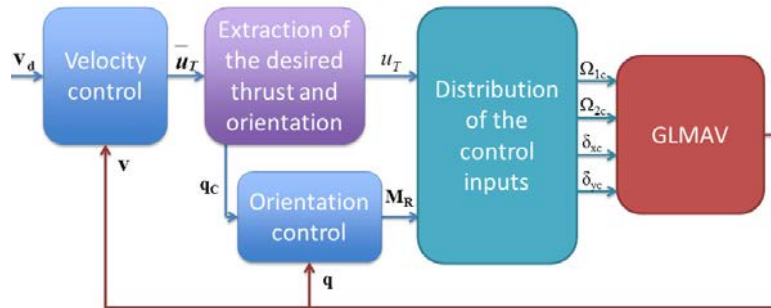 v_d
Velocity
control
u̅_T
Extraction of
the desired
thrust and
orientation
u_T
Distribution
of the
control
inputs
Ω_1c
Ω_2c
δ_xc
δ_yc
GLMAV
v
q_C
Orientation
control
M_R
q